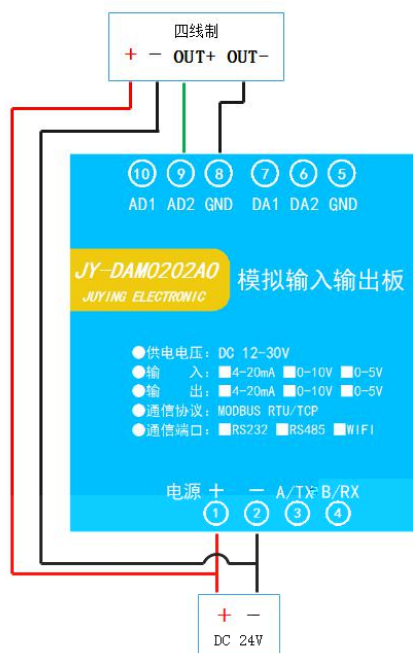 四线制
+ − OUT+ OUT-
⑩ ⑨ ⑧ ⑦ ⑥ ⑤
AD1 AD2 GND DA1 DA2 GND
JY-DAM0202AO
JUYING ELECTRONIC
模拟输入输出板
●供电电压：DC 12-30V
●输 入：■4-20mA ■0-10V ■0-5V
●输 出：■4-20mA ■0-10V ■0-5V
●通信协议：MODBUS RTU/TCP
●通信端口：■RS232 ■RS485 ■WIFI
电源 + − A/TX B/RX
① ② ③ ④
+ −
DC 24V